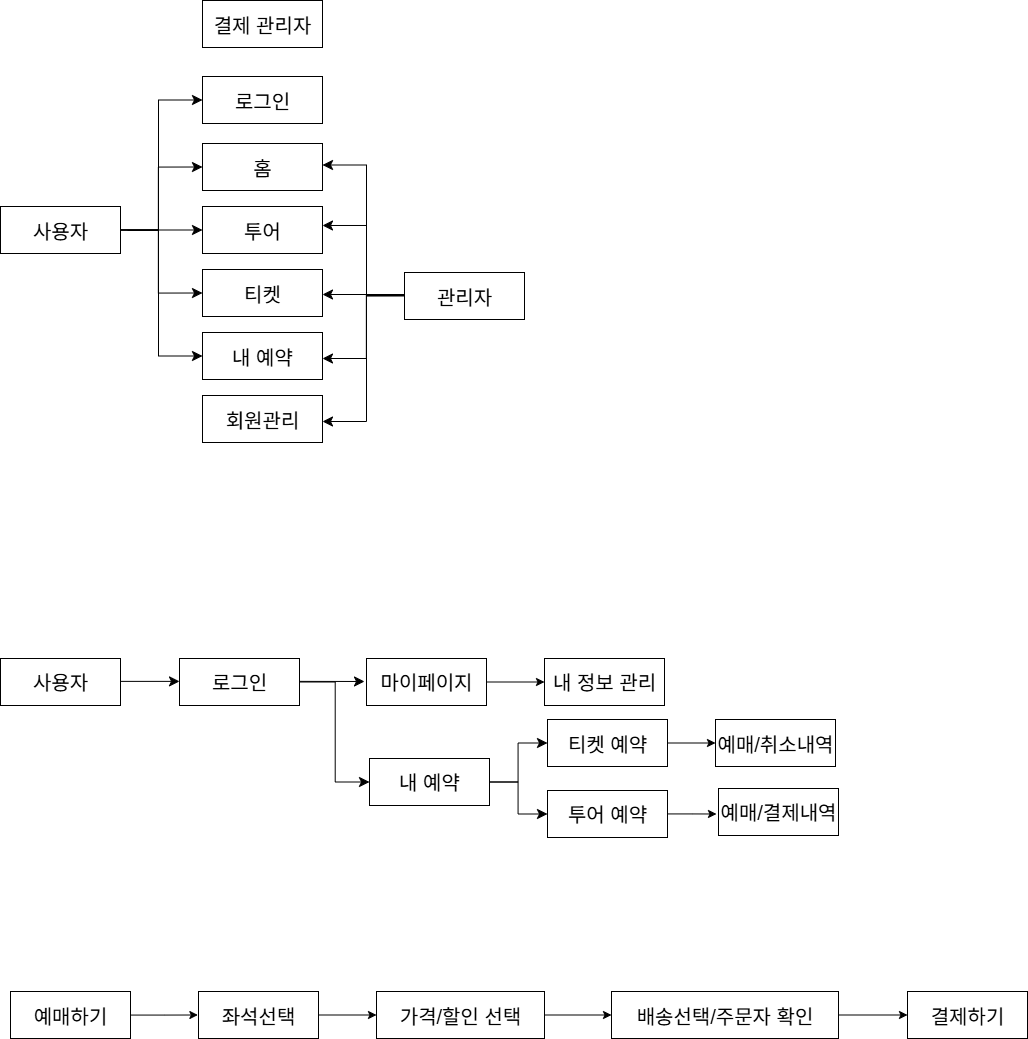 결제 관리자
로그인
홈
사용자
투어
티켓
관리자
내 예약
회원관리
사용자
로그인
마이페이지
내 정보 관리
티켓 예약
예매/취소내역
내 예약
투어 예약
예매/결제내역
예매하기
좌석선택
가격/할인 선택
배송선택/주문자 확인
결제하기